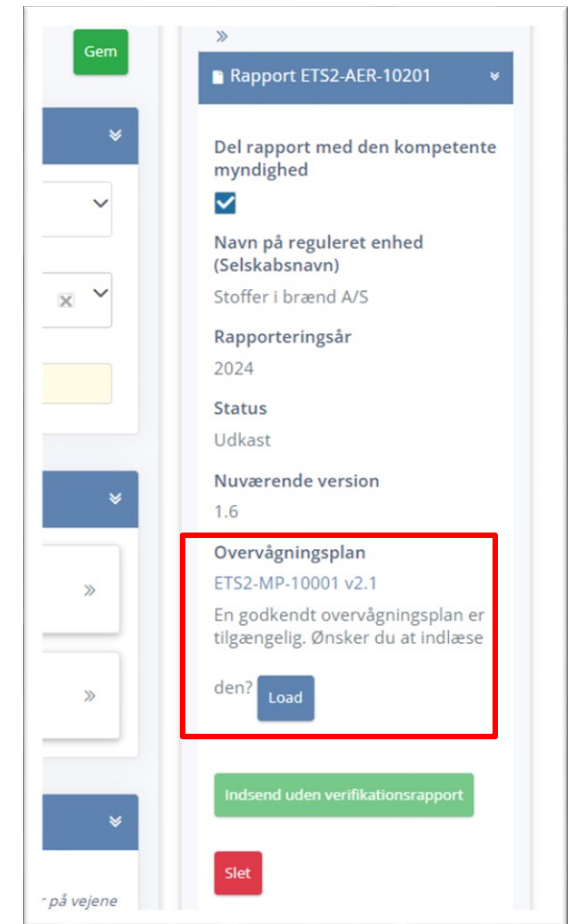 Gem
»
Rapport ETS2-AER-10201
Del rapport med den kompetente
myndighed
Navn på reguleret enhed
(Selskabsnavn)
Stoffer i brænd A/S
Rapporteringsår
2024
Status
Udkast
Nuværende version
1.6
Overvågningsplan
ETS2-MP-10001 v2.1
En godkendt overvågningsplan er
tilgængelig. Ønsker du at indlæse
den? Load
Indsend uden verifikationsrapport
Slet
r på vejene